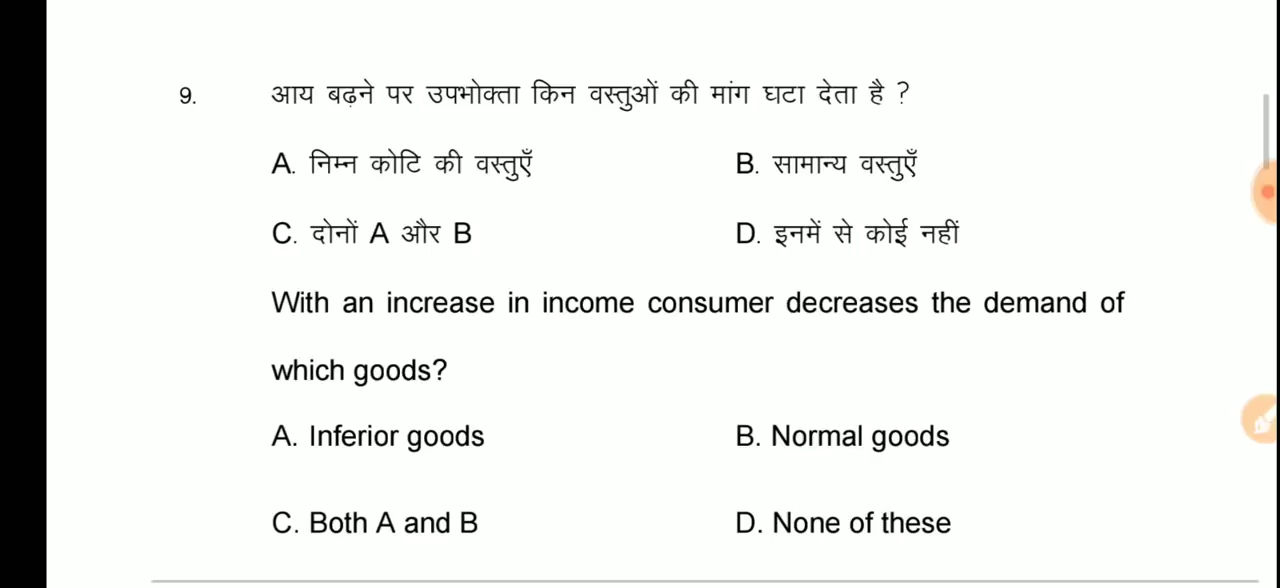 9. आय बढ़ने पर उपभोक्ता किन वस्तुओं की मांग घटा देता है ?
A. निम्न कोटि की वस्तुएँ B. सामान्य वस्तुएँ
C. दोनों A और B D. इनमें से कोई नहीं
With an increase in income consumer decreases the demand of
which goods?
A. Inferior goods B. Normal goods
C. Both A and B D. None of these